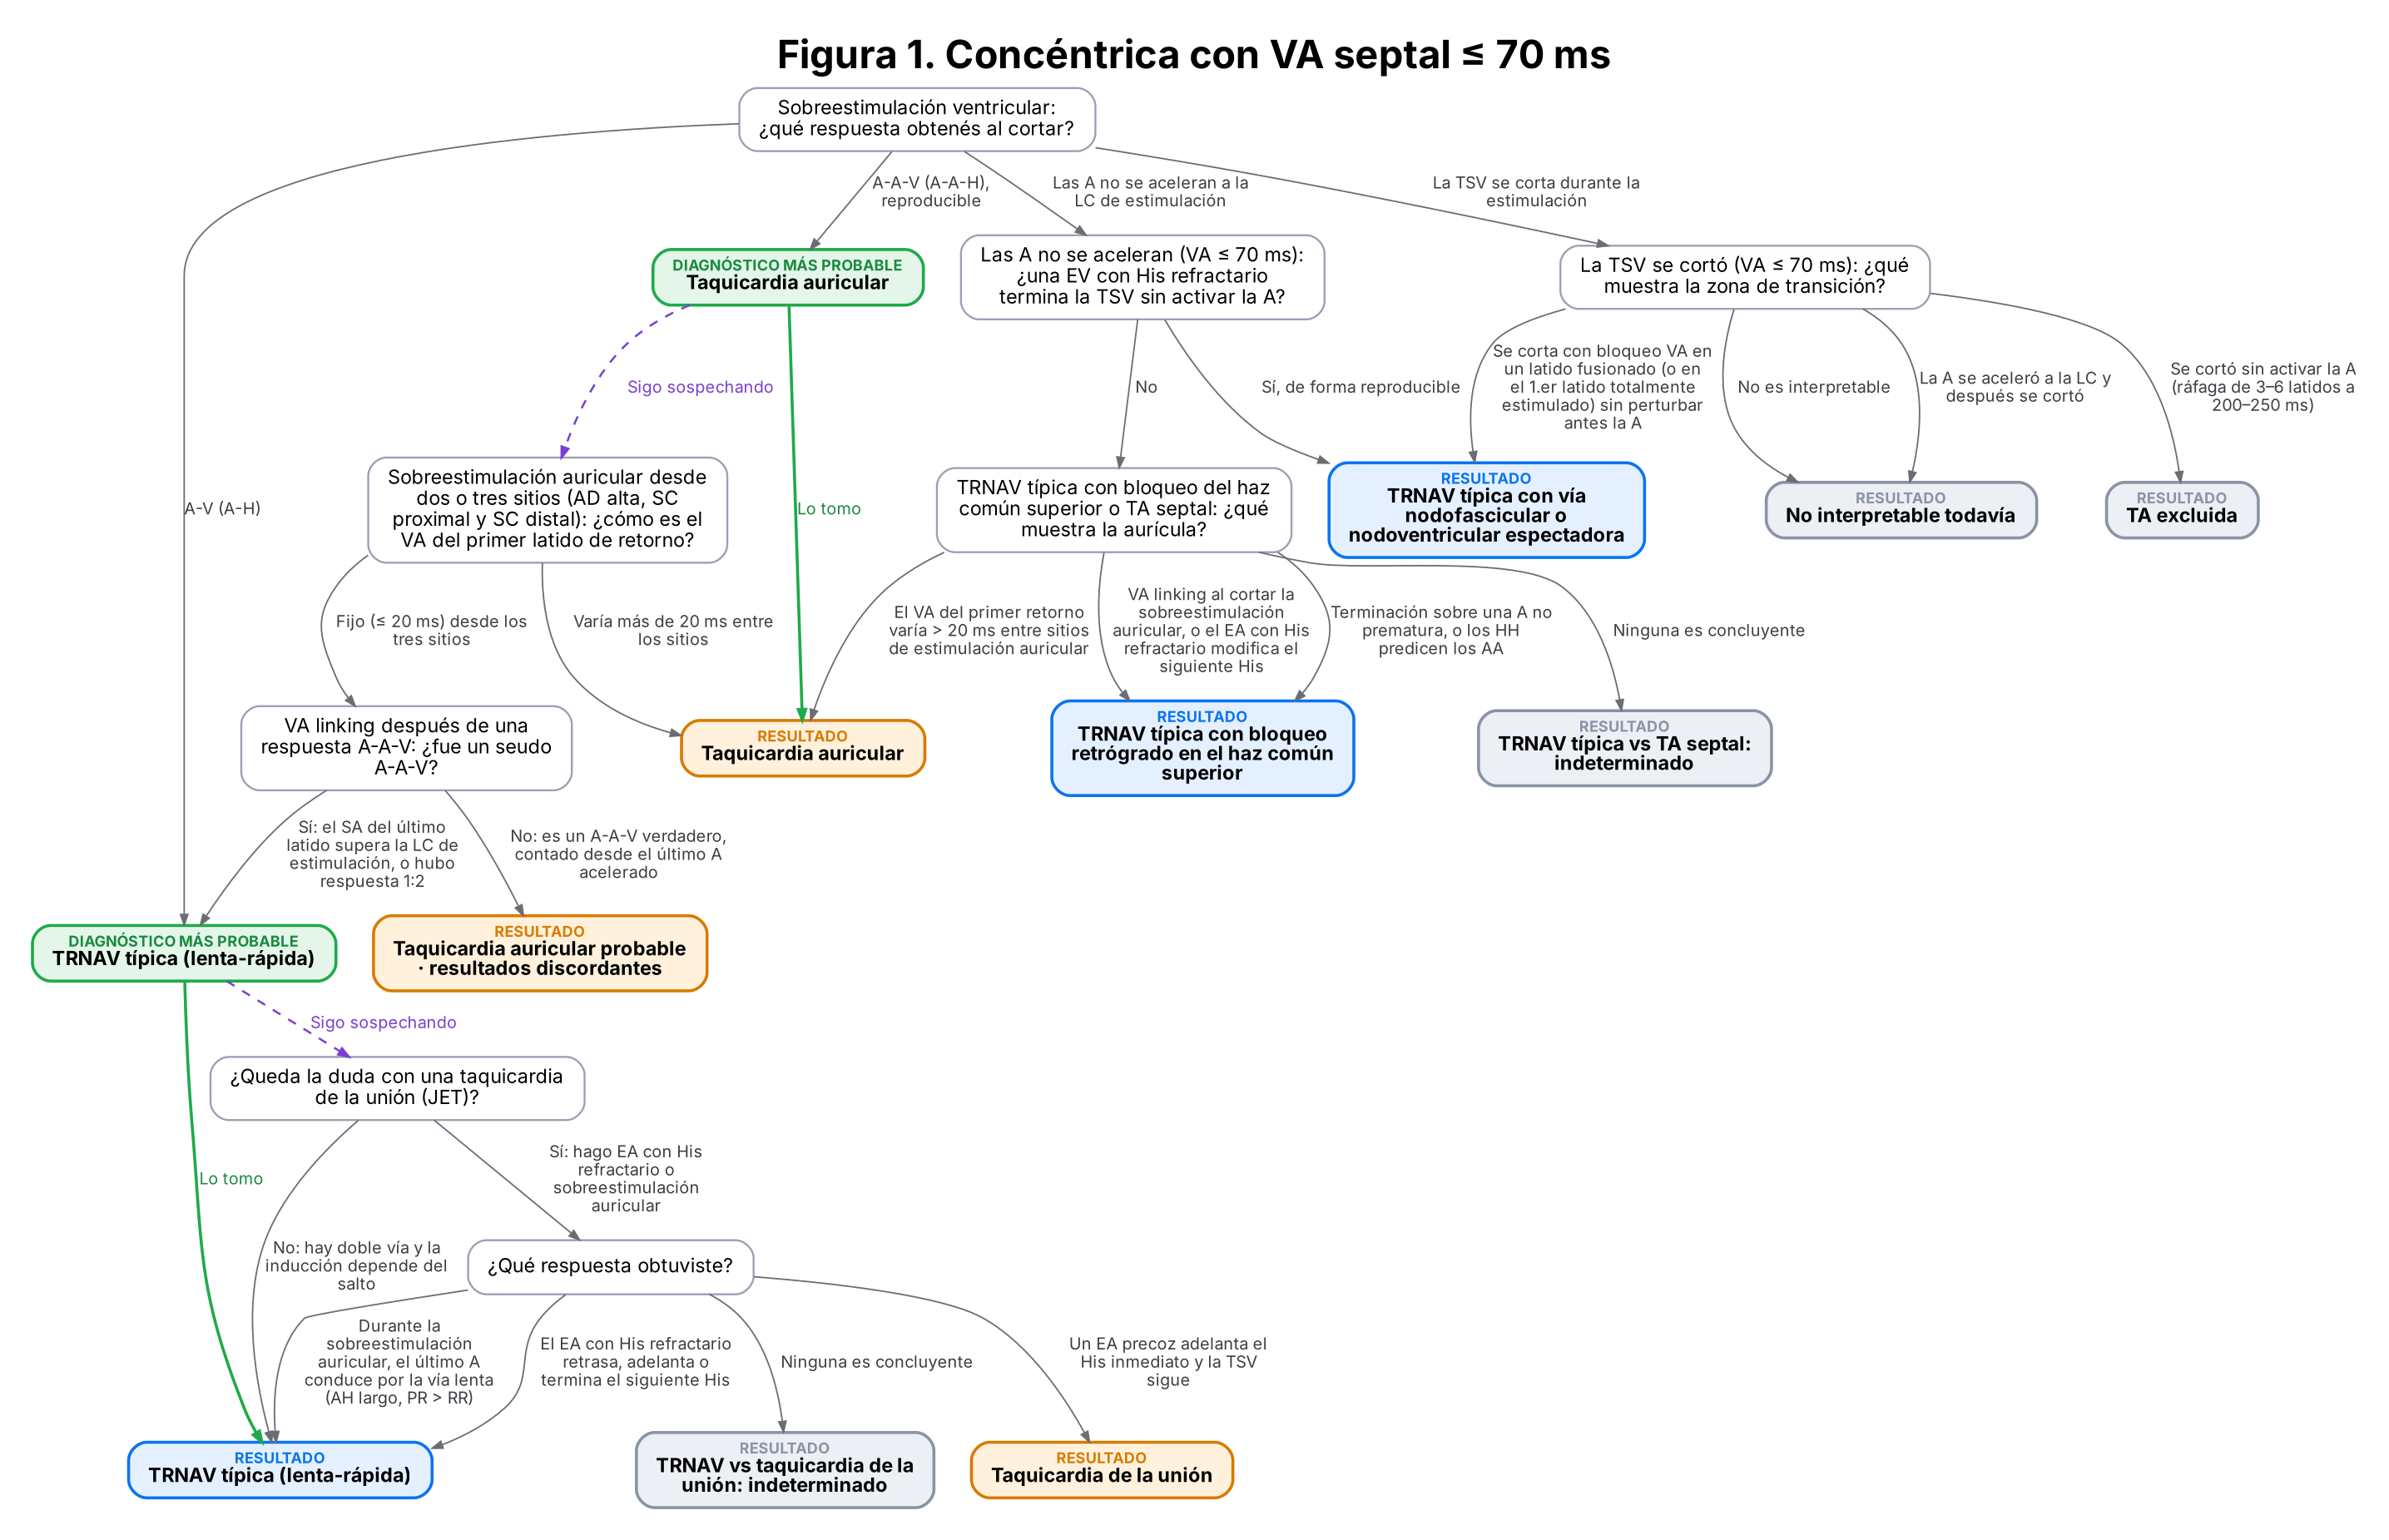 Figura 1. Concéntrica con VA septal ≤ 70 ms
Sobreestimulación ventricular:
¿qué respuesta obtenés al cortar?
A-A-V (A-A-H),
reproducible
Las A no se aceleran a la
LC de estimulación
La TSV se corta durante la
estimulación
DIAGNÓSTICO MÁS PROBABLE
Taquicardia auricular
Las A no se aceleran (VA ≤ 70 ms):
¿una EV con His refractario
termina la TSV sin activar la A?
La TSV se cortó (VA ≤ 70 ms): ¿qué
muestra la zona de transición?
Sigo sospechando
No
Sí, de forma reproducible
Se corta con bloqueo VA en
un latido fusionado (o en
el 1.er latido totalmente
estimulado) sin perturbar
antes la A
No es interpretable
La A se aceleró a la LC y
después se cortó
Se cortó sin activar la A
(ráfaga de 3–6 latidos a
200–250 ms)
A-V (A-H)
Sobreestimulación auricular desde
dos o tres sitios (AD alta, SC
proximal y SC distal): ¿cómo es el
VA del primer latido de retorno?
Lo tomo
TRNAV típica con bloqueo del haz
común superior o TA septal: ¿qué
muestra la aurícula?
RESULTADO
TRNAV típica con vía
nodofascicular o
nodoventricular espectadora
RESULTADO
No interpretable todavía
RESULTADO
TA excluida
Fijo (≤ 20 ms) desde los
tres sitios
Varía más de 20 ms entre
los sitios
El VA del primer retorno
varía > 20 ms entre sitios
de estimulación auricular
VA linking al cortar la
sobreestimulación
auricular, o el EA con His
refractario modifica el
siguiente His
Terminación sobre una A no
prematura, o los HH
predicen los AA
Ninguna es concluyente
VA linking después de una
respuesta A-A-V: ¿fue un seudo
A-A-V?
RESULTADO
Taquicardia auricular
RESULTADO
TRNAV típica con bloqueo
retrógrado en el haz común
superior
RESULTADO
TRNAV típica vs TA septal:
indeterminado
Sí: el SA del último
latido supera la LC de
estimulación, o hubo
respuesta 1:2
No: es un A-A-V verdadero,
contado desde el último A
acelerado
DIAGNÓSTICO MÁS PROBABLE
TRNAV típica (lenta-rápida)
RESULTADO
Taquicardia auricular probable
· resultados discordantes
Sigo sospechando
¿Queda la duda con una taquicardia
de la unión (JET)?
Lo tomo
Sí: hago EA con His
refractario o
sobreestimulación
auricular
No: hay doble vía y la
inducción depende del
salto
¿Qué respuesta obtuviste?
Durante la
sobreestimulación
auricular, el último A
conduce por la vía lenta
(AH largo, PR > RR)
El EA con His refractario
retrasa, adelanta o
termina el siguiente His
Ninguna es concluyente
Un EA precoz adelanta el
His inmediato y la TSV
sigue
RESULTADO
TRNAV típica (lenta-rápida)
RESULTADO
TRNAV vs taquicardia de la
unión: indeterminado
RESULTADO
Taquicardia de la unión